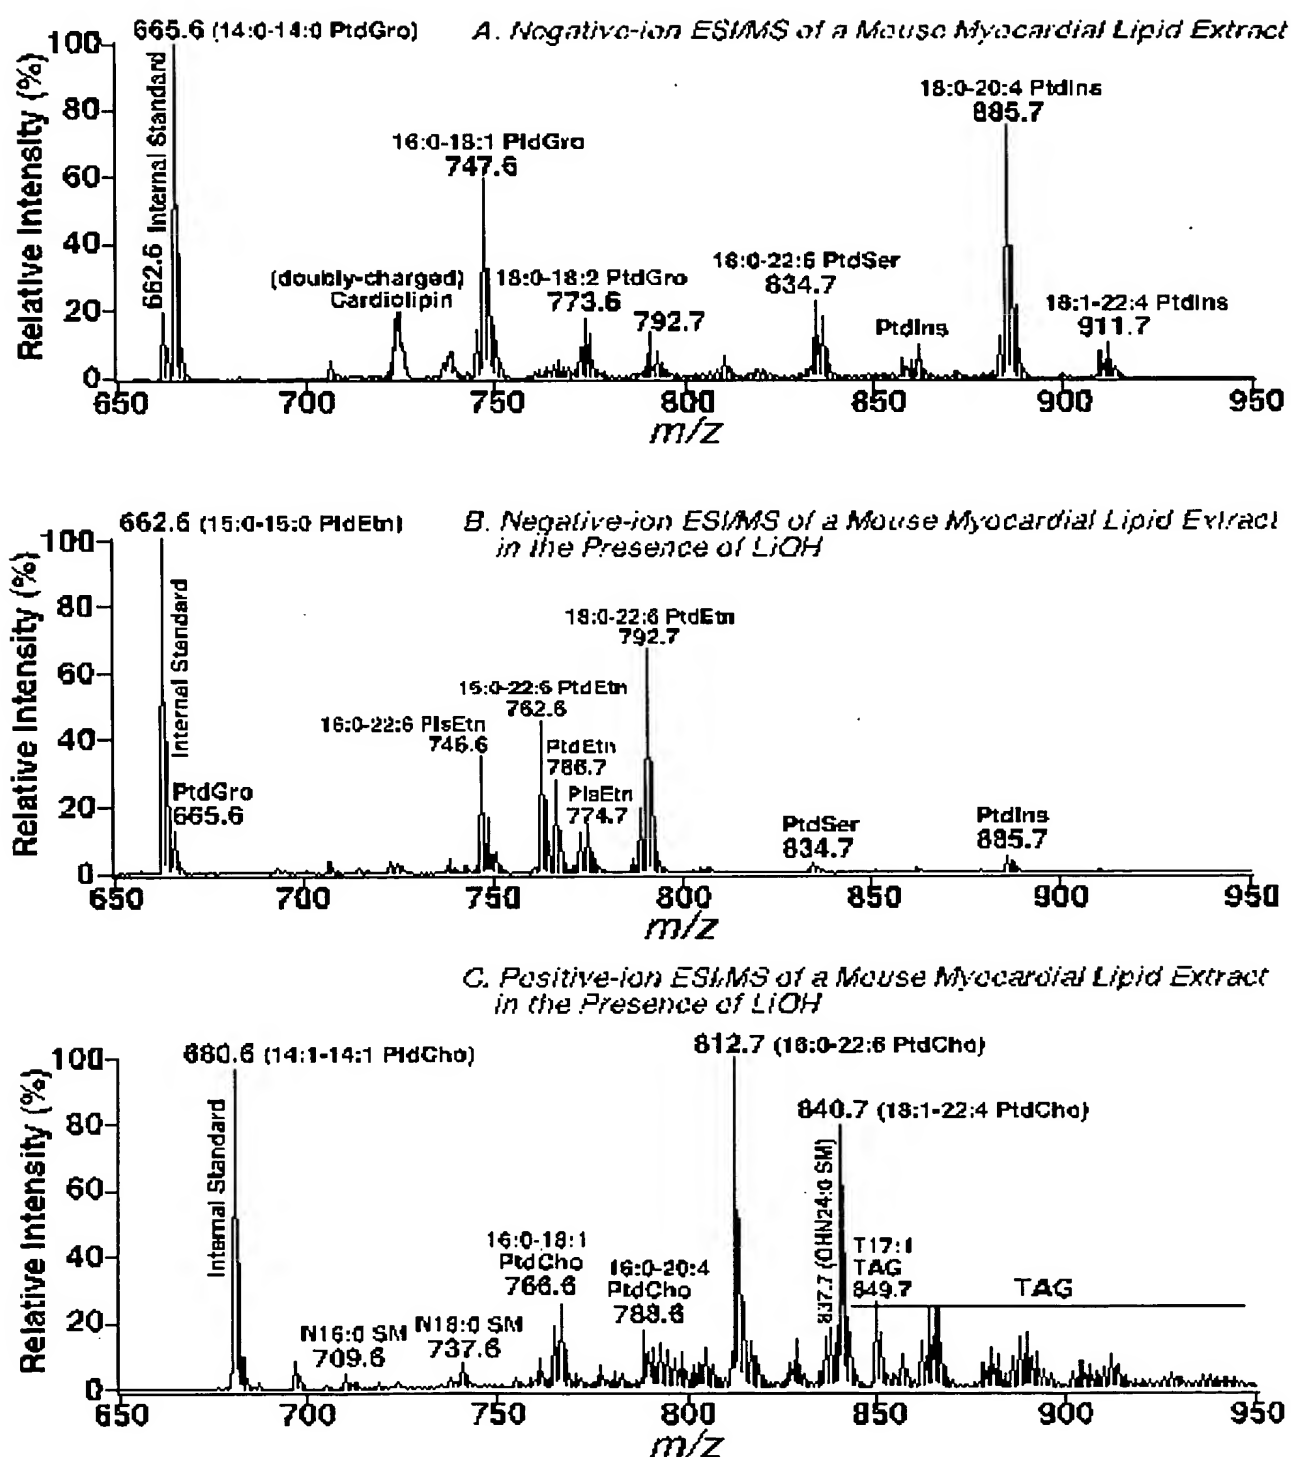 665.6 (14:0-14:0 PtdGro)
A. Negative-ion ESI/MS of a Mouse Myocardial Lipid Extract
Relative Intensity (%)
100
80
60
40
20
0
662.6 Internal Standard
(doubly-charged)
Cardiolipin
16:0-18:1 PtdGro
747.6
18:0-18:2 PtdGro
773.6
792.7
18:0-22:6 PtdSer
834.7
PtdIns
18:0-20:4 PtdIns
885.7
18:1-22:4 PtdIns
911.7
650 700 750 800 850 900 950
m/z
662.6 (15:0-15:0 PtdEtn)
B. Negative-ion ESI/MS of a Mouse Myocardial Lipid Extract
in the Presence of LiOH
Relative Intensity (%)
100
80
60
40
20
0
Internal Standard
PtdGro
665.6
16:0-22:6 PlsEtn
746.6
16:0-22:6 PtdEtn
762.6
PtdEtn
766.7
PlsEtn
774.7
18:0-22:6 PtdEtn
792.7
PtdSer
834.7
PtdIns
885.7
650 700 750 800 850 900 950
m/z
C. Positive-ion ESI/MS of a Mouse Myocardial Lipid Extract
in the Presence of LiOH
680.6 (14:1-14:1 PtdCho)
Relative Intensity (%)
100
80
60
40
20
0
Internal Standard
N16:0 SM
709.6
N18:0 SM
737.6
16:0-18:1
PtdCho
766.6
16:0-20:4
PtdCho
788.6
812.7 (16:0-22:6 PtdCho)
840.7 (18:1-22:4 PtdCho)
837.7 (OHN24:0 SM)
T17:1
TAG
849.7
TAG
650 700 750 800 850 900 950
m/z